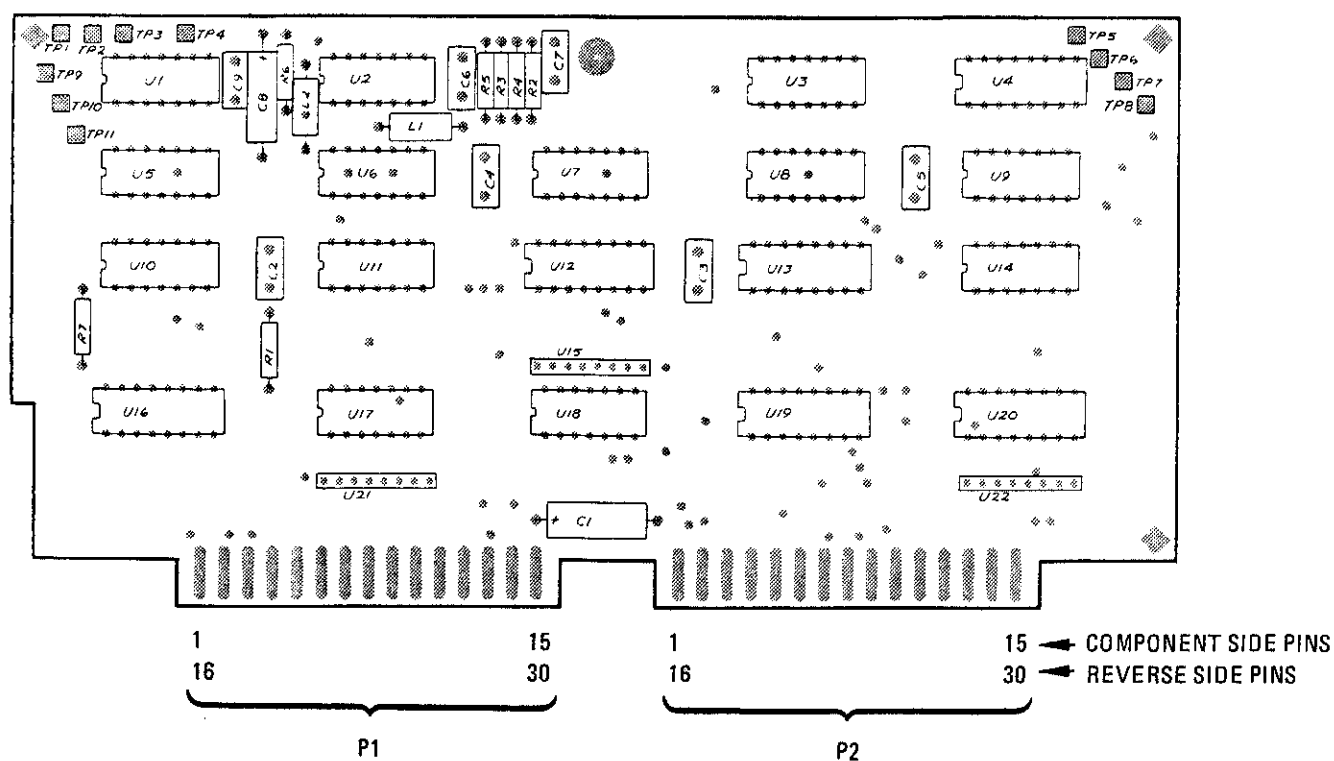 TP1 TP2 TP3 TP4 TP5
TP9 TP6
TP10 TP7
TP11 TP8
U1 C9 C8 R6 U2 C6 R5 R3 R4 R2 C7 U3 U4
L1
U5 U6 C4 U7 U8 C5 U9
U10 C2 U11 U12 C3 U13 U14
R7 R1
U15
U16 U17 U18 U19 U20
U21 U22
+ C1
1 15 1 15 COMPONENT SIDE PINS
16 30 16 30 REVERSE SIDE PINS
P1 P2